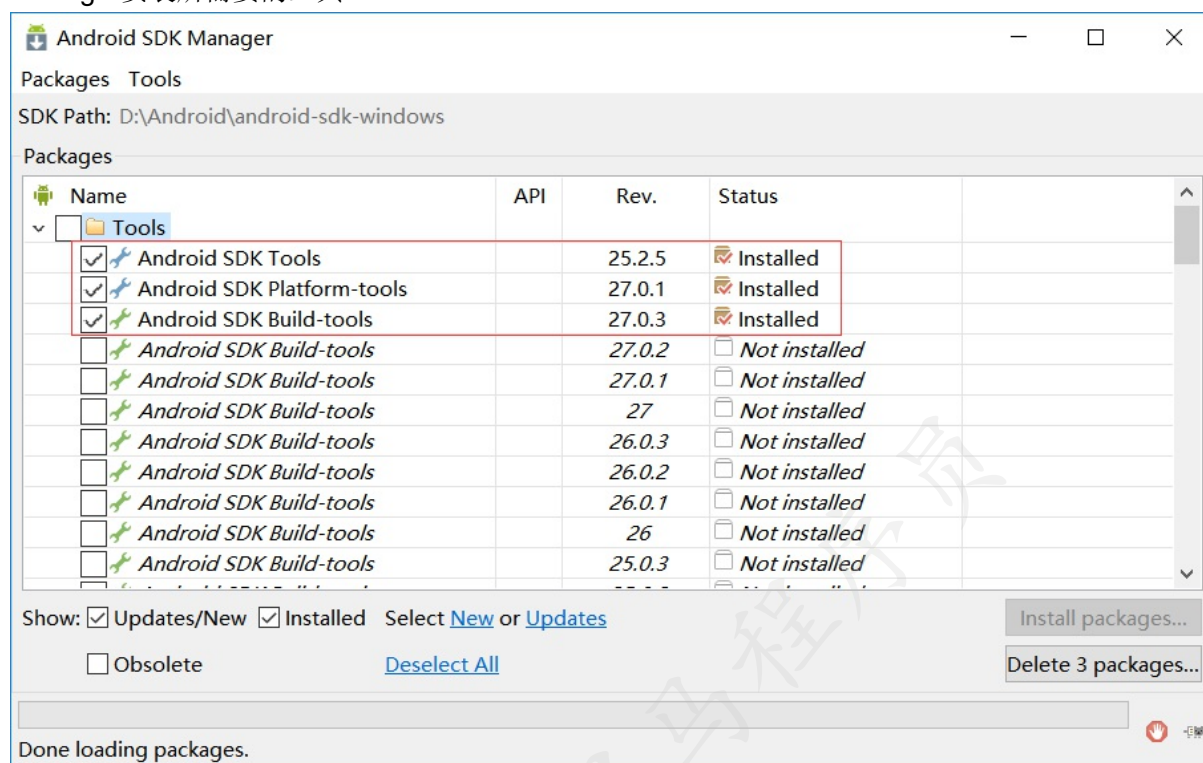 Android SDK Manager
Packages Tools
SDK Path: D:\Android\android-sdk-windows
Packages
Name API Rev. Status
Tools
Android SDK Tools 25.2.5 Installed
Android SDK Platform-tools 27.0.1 Installed
Android SDK Build-tools 27.0.3 Installed
Android SDK Build-tools 27.0.2 Not installed
Android SDK Build-tools 27.0.1 Not installed
Android SDK Build-tools 27 Not installed
Android SDK Build-tools 26.0.3 Not installed
Android SDK Build-tools 26.0.2 Not installed
Android SDK Build-tools 26.0.1 Not installed
Android SDK Build-tools 26 Not installed
Android SDK Build-tools 25.0.3 Not installed
Show: Updates/New Installed Select New or Updates Install packages...
Obsolete Deselect All Delete 3 packages...
Done loading packages.
马程序员